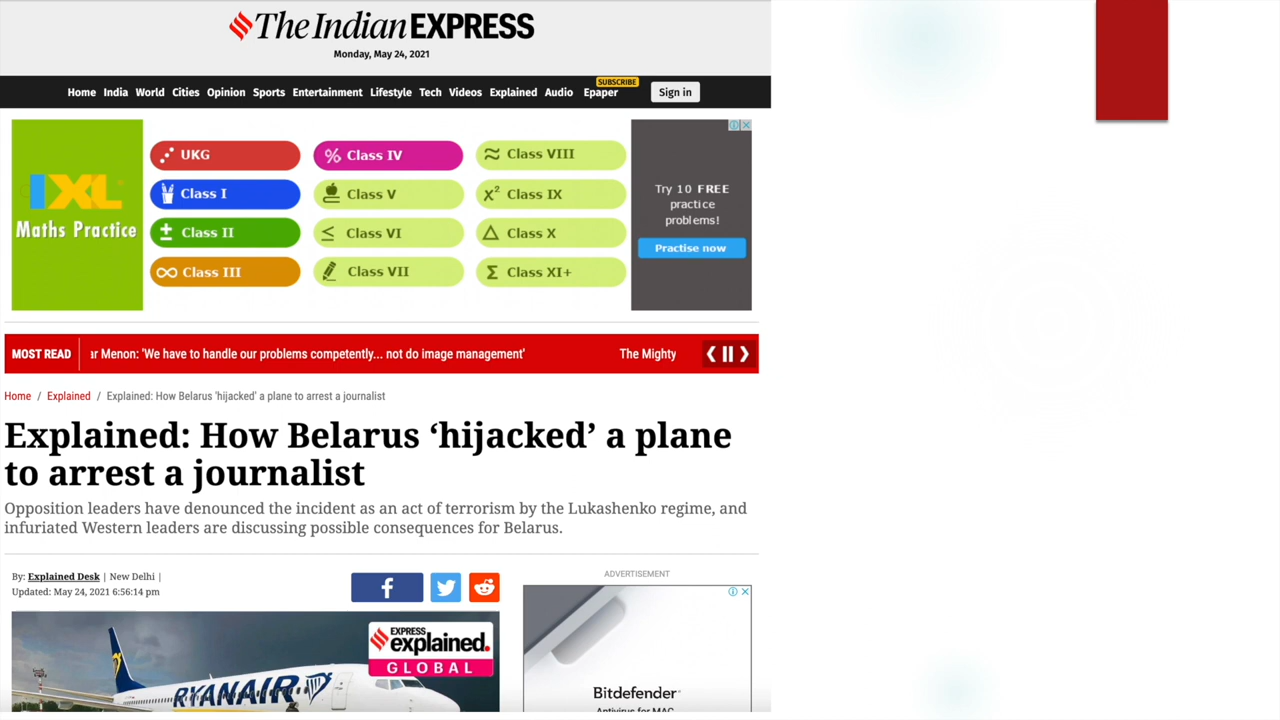 The Indian EXPRESS
Monday, May 24, 2021
SUBSCRIBE
Home India World Cities Opinion Sports Entertainment Lifestyle Tech Videos Explained Audio Epaper Sign in
IXL
Maths Practice
UKG
Class I
Class II
Class III
Class IV
Class V
Class VI
Class VII
Class VIII
Class IX
Class X
Class XI+
Try 10 FREE
practice
problems!
Practise now
MOST READ ar Menon: 'We have to handle our problems competently... not do image management' The Mighty
Home / Explained / Explained: How Belarus 'hijacked' a plane to arrest a journalist
Explained: How Belarus ‘hijacked’ a plane
to arrest a journalist
Opposition leaders have denounced the incident as an act of terrorism by the Lukashenko regime, and
infuriated Western leaders are discussing possible consequences for Belarus.
By: Explained Desk | New Delhi |
Updated: May 24, 2021 6:56:14 pm
ADVERTISEMENT
EXPRESS
explained.
GLOBAL
RYANAIR
Bitdefender
Antivirus for MAC